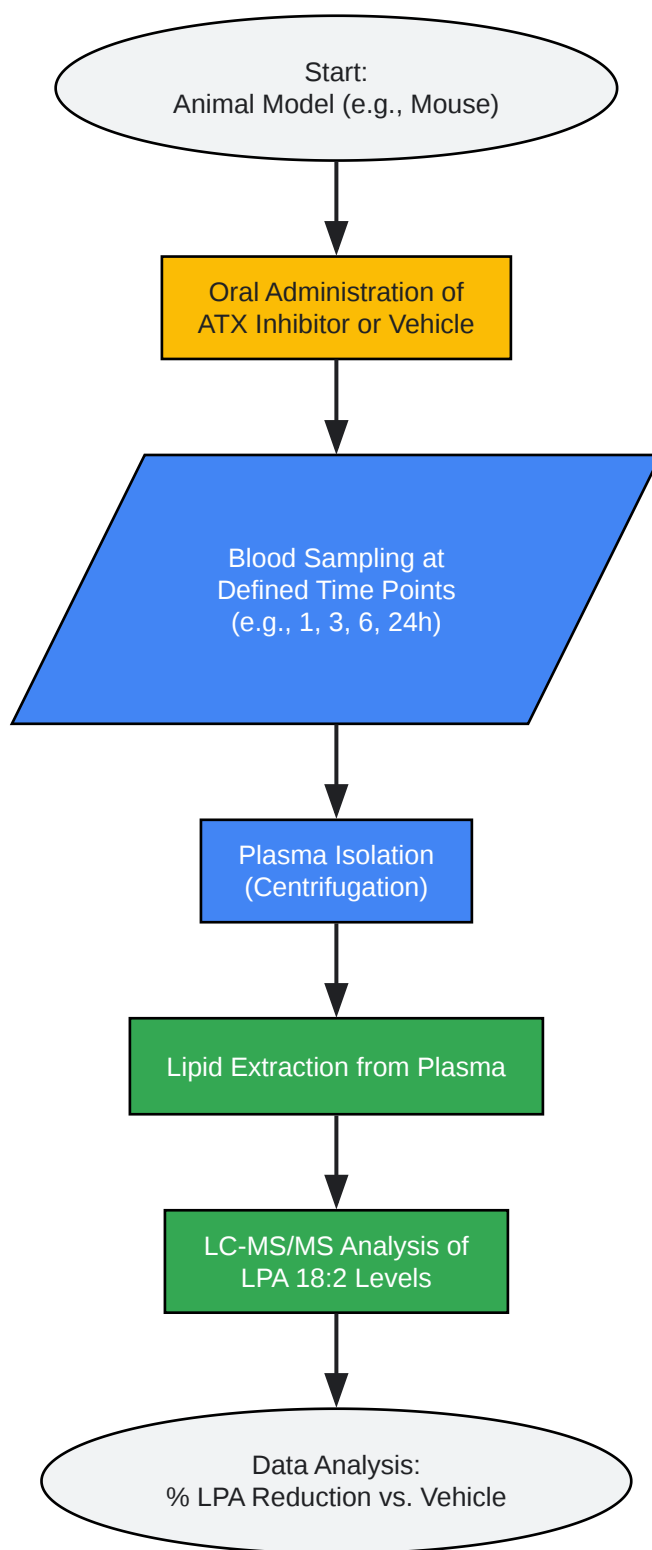 Start:
Animal Model (e.g., Mouse)
Oral Administration of
ATX Inhibitor or Vehicle
Blood Sampling at
Defined Time Points
(e.g., 1, 3, 6, 24h)
Plasma Isolation
(Centrifugation)
Lipid Extraction from Plasma
LC-MS/MS Analysis of
LPA 18:2 Levels
Data Analysis:
% LPA Reduction vs. Vehicle